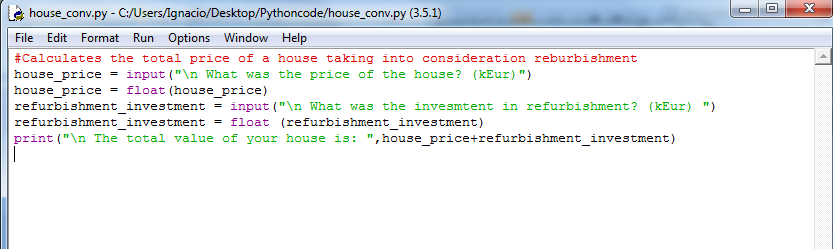 house_conv.py - C:/Users/Ignacio/Desktop/Pythoncode/house_conv.py (3.5.1)
File Edit Format Run Options Window Help
#Calculates the total price of a house taking into consideration reburbishment
house_price = input("\n What was the price of the house? (kEur)")
house_price = float(house_price)
refurbishment_investment = input("\n What was the invesmtent in refurbishment? (kEur) ")
refurbishment_investment = float (refurbishment_investment)
print("\n The total value of your house is: ",house_price+refurbishment_investment)